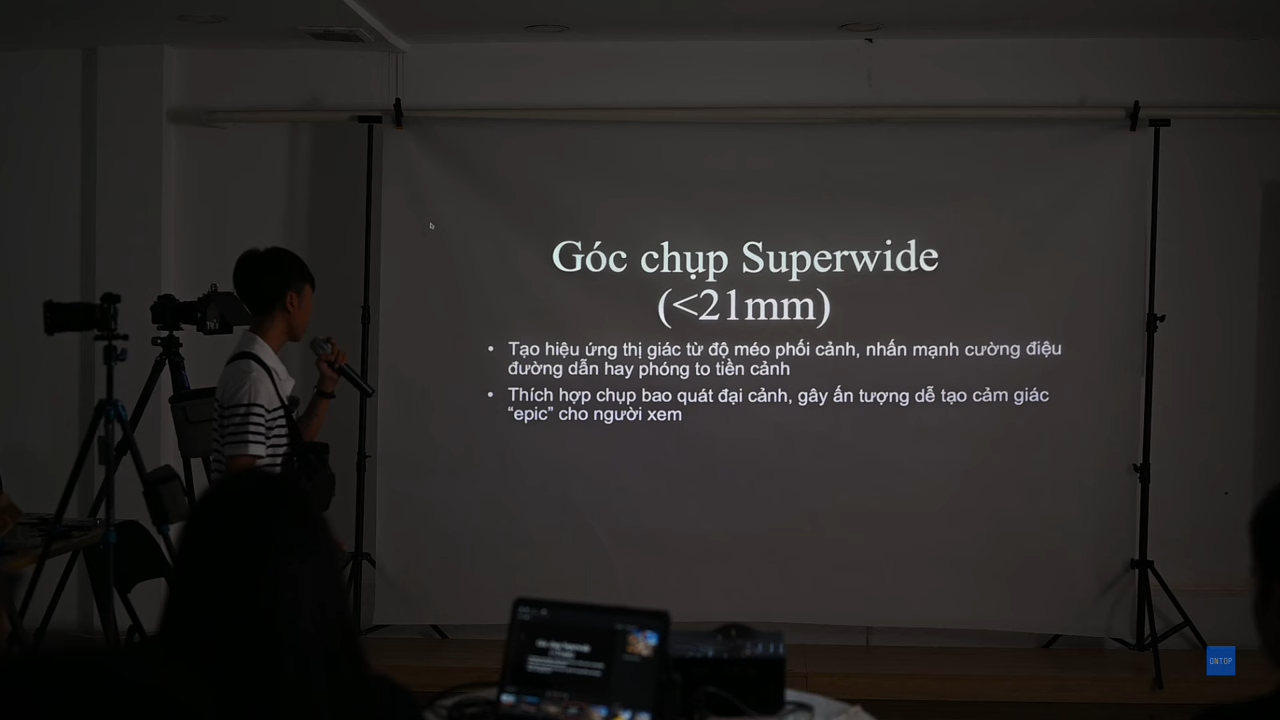 Góc chụp Superwide
(<21mm)
• Tạo hiệu ứng thị giác từ độ méo phối cảnh, nhấn mạnh cường điệu
đường dẫn hay phóng to tiền cảnh
• Thích hợp chụp bao quát đại cảnh, gây ấn tượng dễ tạo cảm giác
“epic” cho người xem
ONTOP